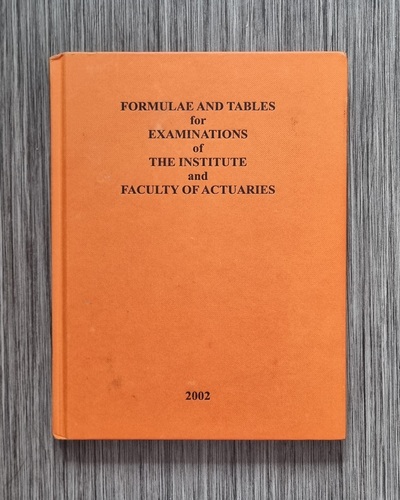 FORMULAE AND TABLES
for
EXAMINATIONS
of
THE INSTITUTE
and
FACULTY OF ACTUARIES
2002